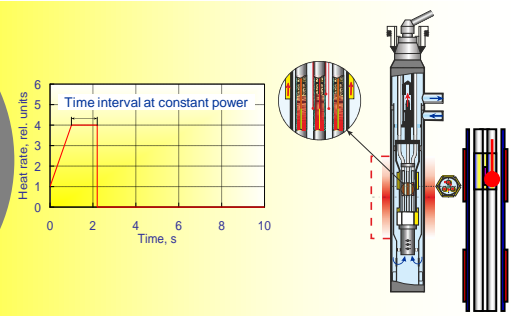 Heat rate, rel. units
6
5
4
3
2
1
0
Time interval at constant power
0 2 4 6 8 10
Time, s